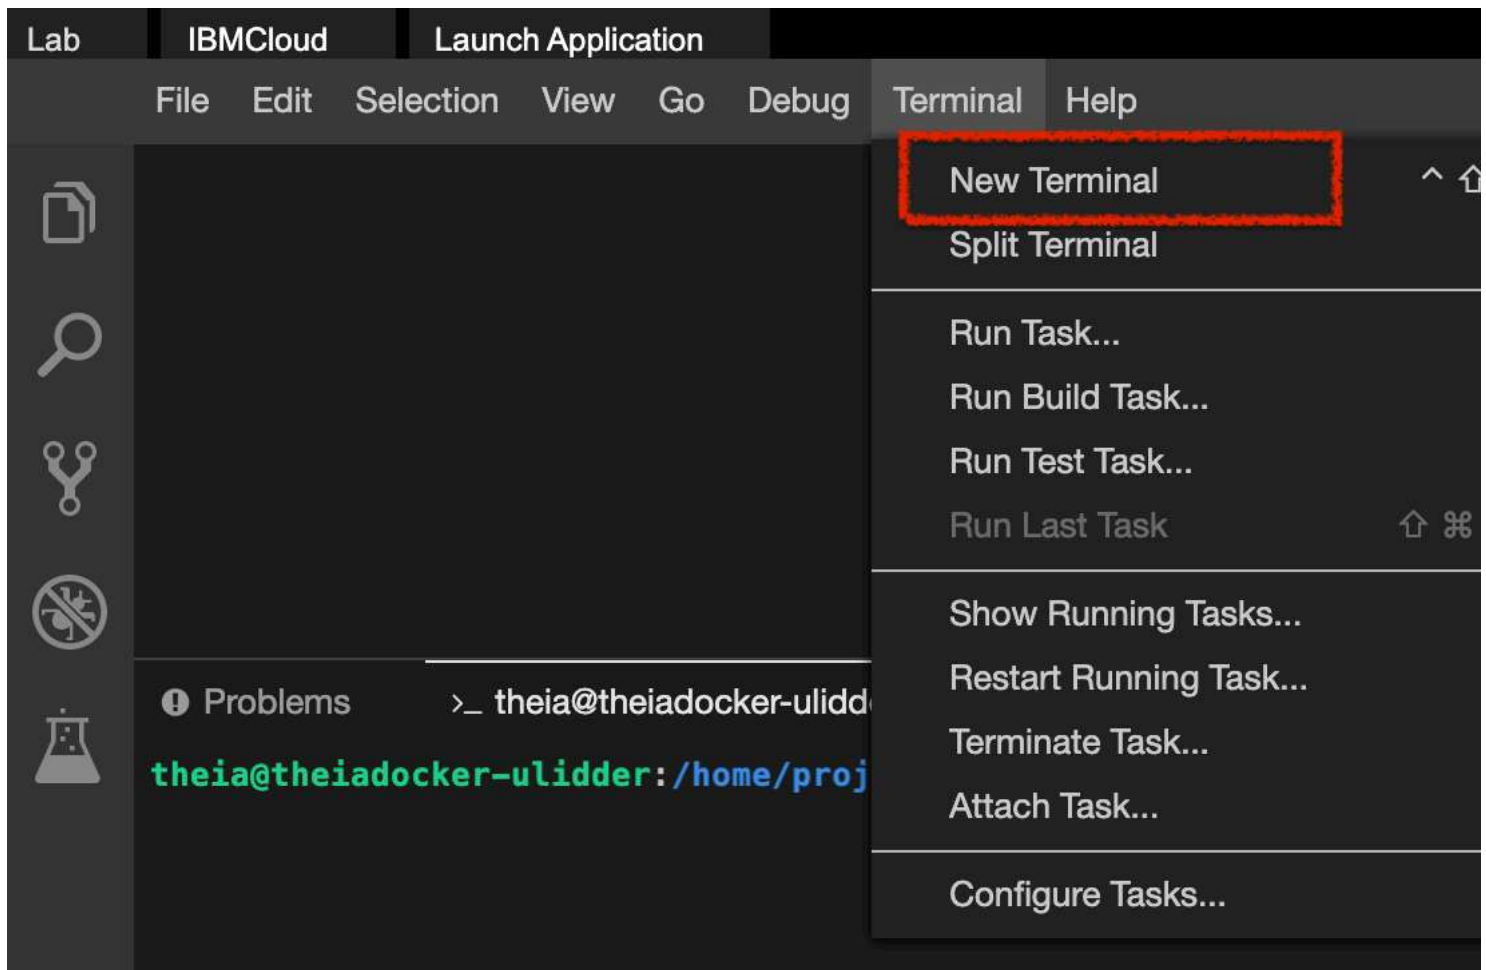 Lab IBMCloud Launch Application
File Edit Selection View Go Debug Terminal Help
New Terminal ^ ⇧
Split Terminal
Run Task...
Run Build Task...
Run Test Task...
Run Last Task ⇧ ⌘
Show Running Tasks...
Restart Running Task...
Terminate Task...
Attach Task...
Configure Tasks...
Problems >_ theia@theiadocker-ulidd
theia@theiadocker-ulidder:/home/proj